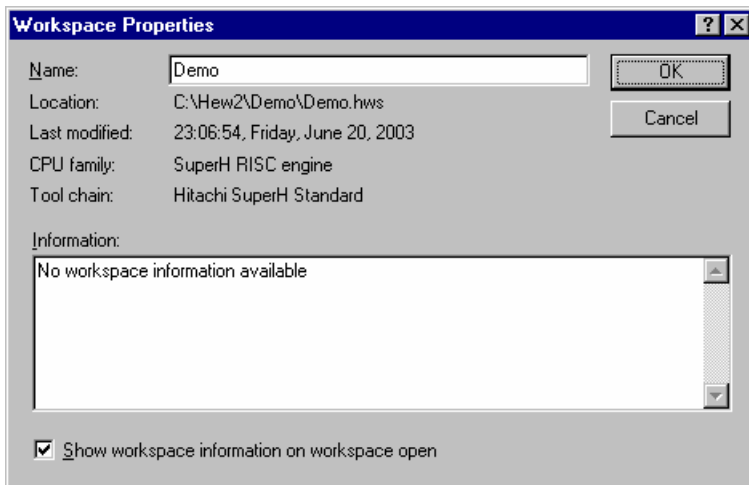 Workspace Properties
Name: Demo OK
Location: C:\Hew2\Demo\Demo.hws
Last modified: 23:06:54, Friday, June 20, 2003 Cancel
CPU family: SuperH RISC engine
Tool chain: Hitachi SuperH Standard
Information:
No workspace information available
Show workspace information on workspace open